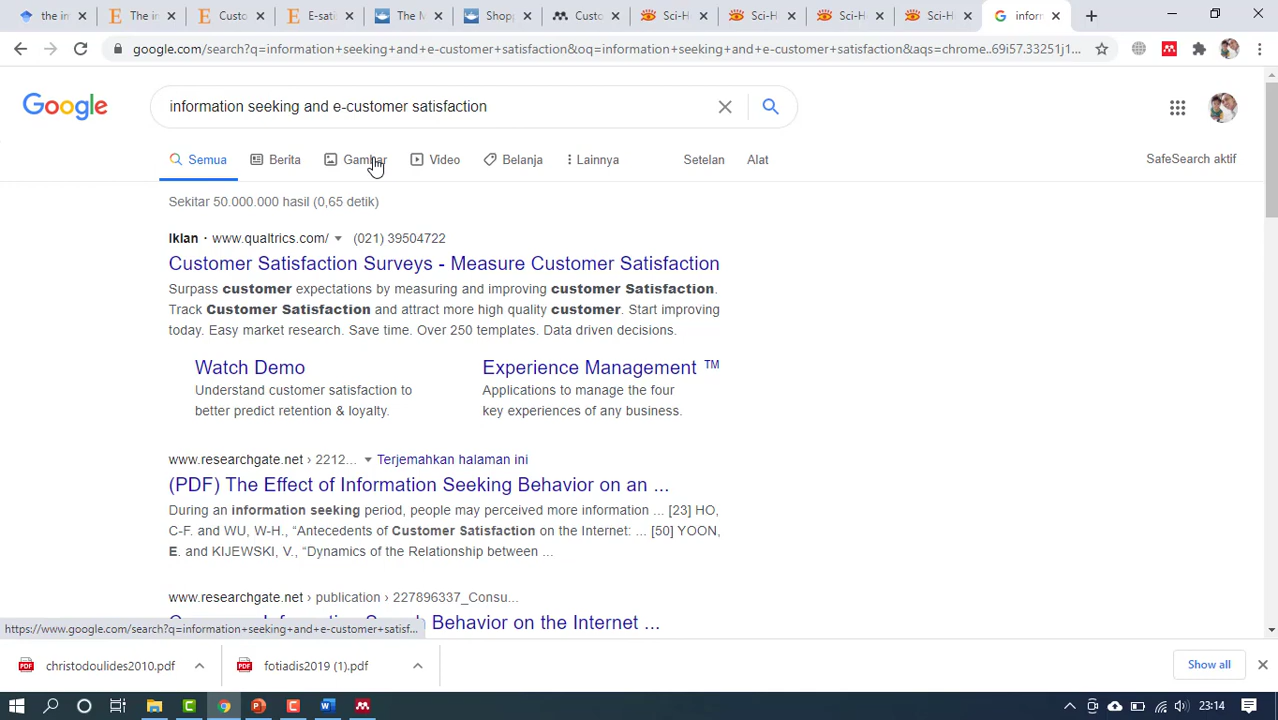 the in
The in
Custo
E-sati
The M
Shopp
Custo
Sci-H
Sci-H
Sci-H
Sci-H
inform
google.com/search?q=information+seeking+and+e-customer+satisfaction&oq=information+seeking+and+e-customer+satisfaction&aqs=chrome..69i57.33251j1...
Google
information seeking and e-customer satisfaction
Semua Berita Gambar Video Belanja Lainnya Setelan Alat SafeSearch aktif
Sekitar 50.000.000 hasil (0,65 detik)
Iklan · www.qualtrics.com/ (021) 39504722
Customer Satisfaction Surveys - Measure Customer Satisfaction
Surpass customer expectations by measuring and improving customer Satisfaction.
Track Customer Satisfaction and attract more high quality customer. Start improving
today. Easy market research. Save time. Over 250 templates. Data driven decisions.
Watch Demo
Understand customer satisfaction to
better predict retention & loyalty.
Experience Management ™
Applications to manage the four
key experiences of any business.
www.researchgate.net › 2212... Terjemahkan halaman ini
(PDF) The Effect of Information Seeking Behavior on an ...
During an information seeking period, people may perceived more information ... [23] HO,
C-F. and WU, W-H., “Antecedents of Customer Satisfaction on the Internet: ... [50] YOON,
E. and KIJEWSKI, V., “Dynamics of the Relationship between ...
www.researchgate.net › publication › 227896337_Consu...
Behavior on the Internet ...
https://www.google.com/search?q=information+seeking+and+e-customer+satisf...
christodoulides2010.pdf
fotiadis2019 (1).pdf
Show all
23:14